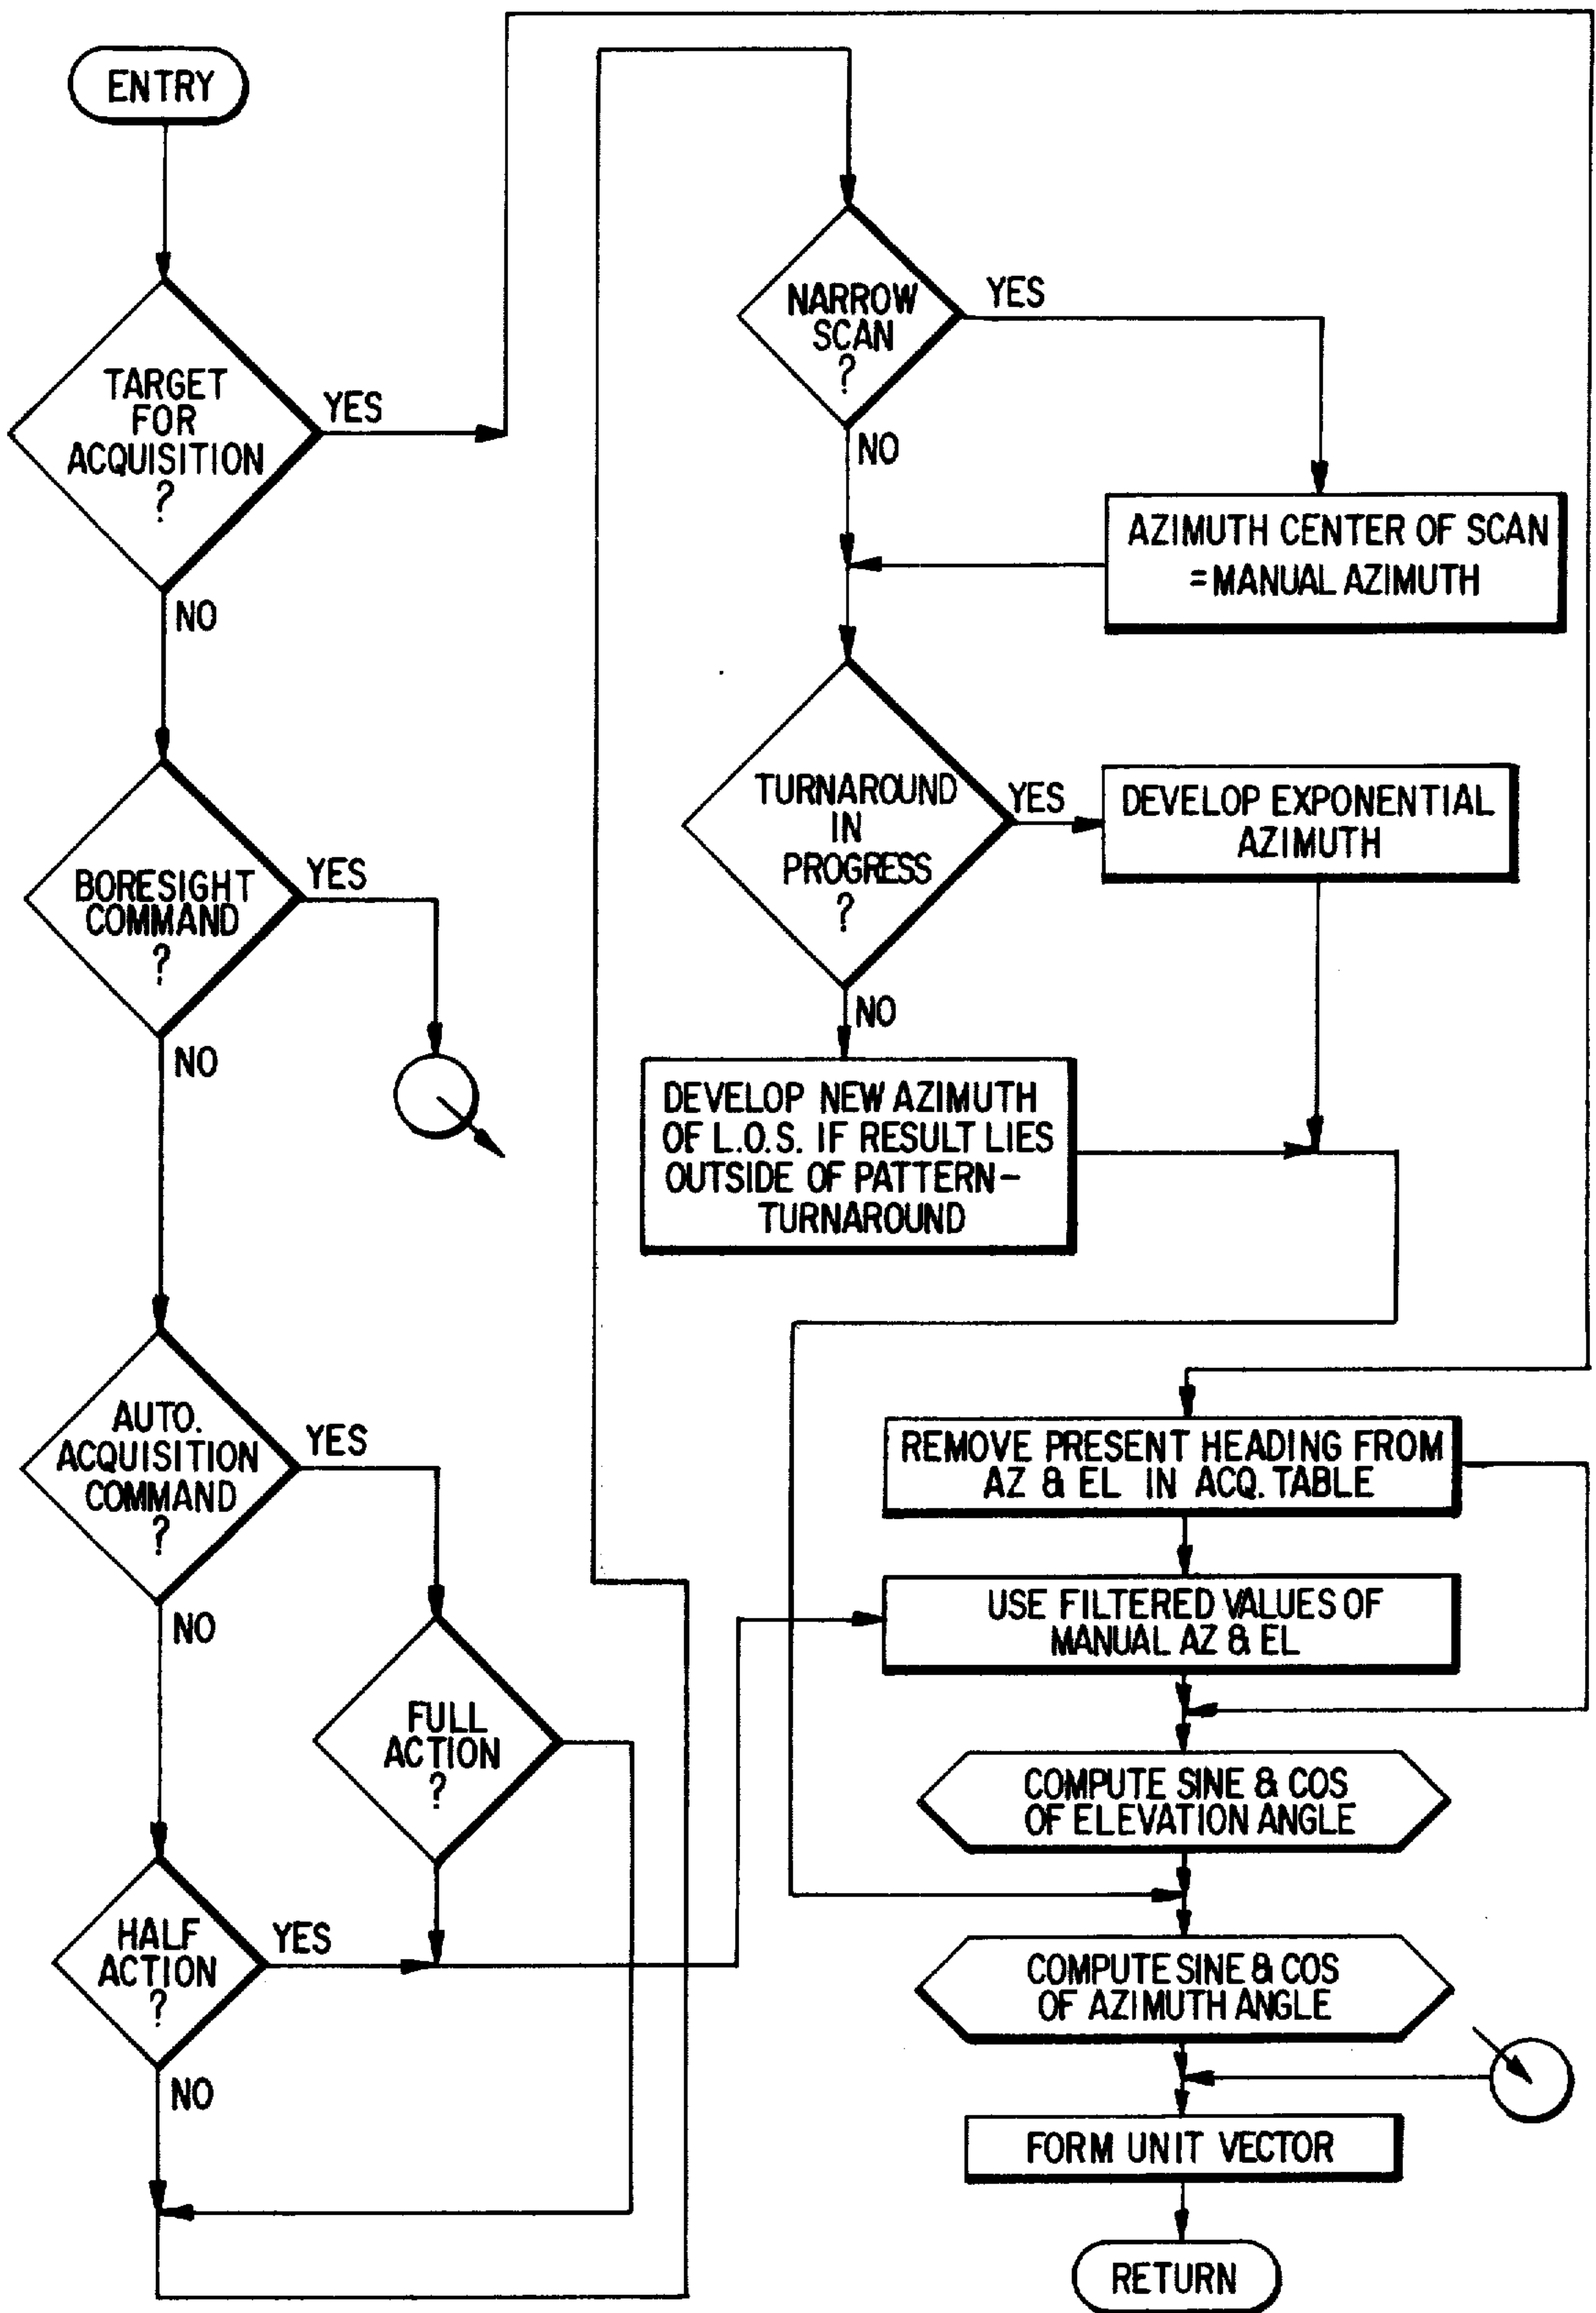 ENTRY
TARGET
FOR
ACQUISITION
?
YES
NO
BORESIGHT
COMMAND
?
YES
NO
AUTO.
ACQUISITION
COMMAND
?
YES
NO
FULL
ACTION
?
HALF
ACTION
?
YES
NO
NARROW
SCAN
?
YES
NO
AZIMUTH CENTER OF SCAN
=MANUAL AZIMUTH
TURNAROUND
IN
PROGRESS
?
YES
NO
DEVELOP EXPONENTIAL
AZIMUTH
DEVELOP NEW AZIMUTH
OF L.O.S. IF RESULT LIES
OUTSIDE OF PATTERN-
TURNAROUND
REMOVE PRESENT HEADING FROM
AZ & EL IN ACQ. TABLE
USE FILTERED VALUES OF
MANUAL AZ & EL
COMPUTE SINE & COS
OF ELEVATION ANGLE
COMPUTE SINE & COS
OF AZIMUTH ANGLE
FORM UNIT VECTOR
RETURN